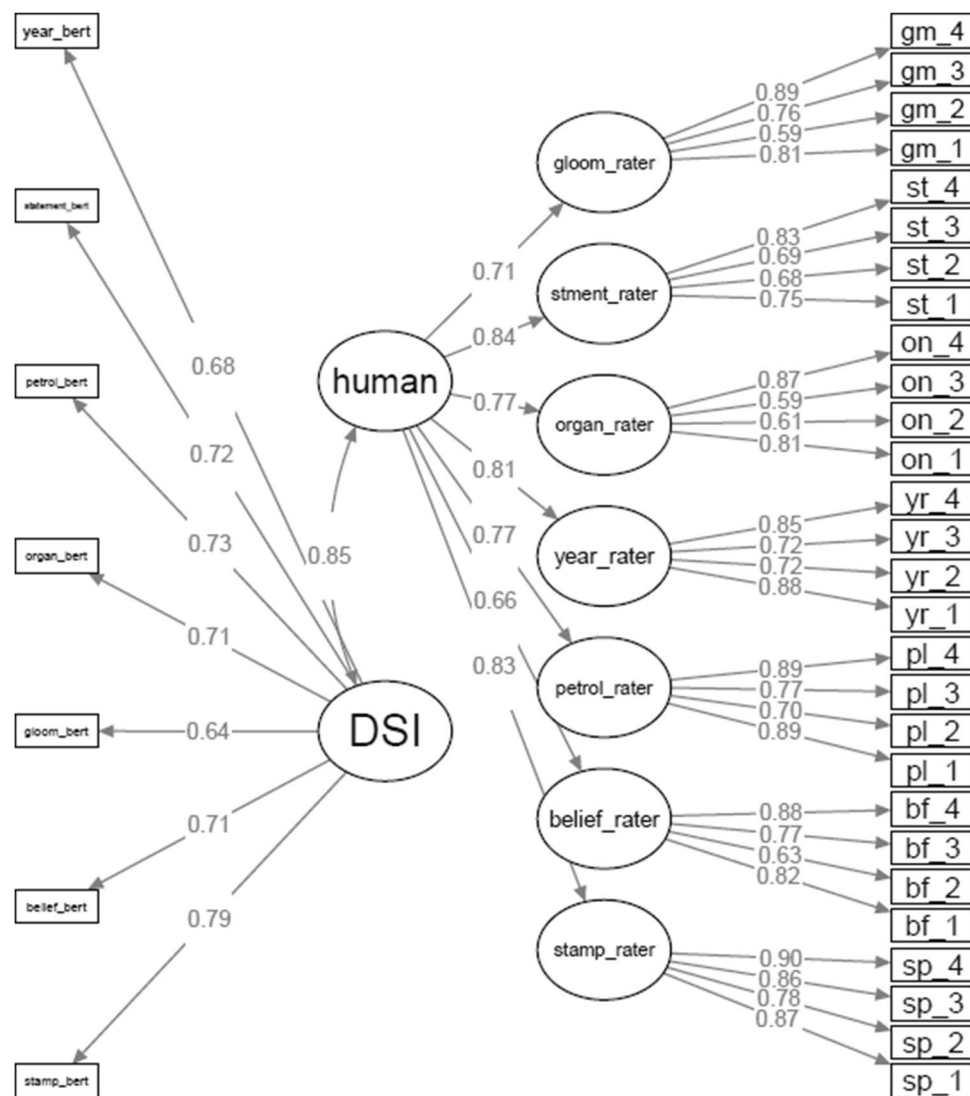 year_bert
statement_bert
petrol_bert
organ_bert
gloom_bert
belief_bert
stamp_bert
0.68
0.72
0.73
0.71
0.64
0.71
0.79
human
0.85
DSI
0.71
0.84
0.77
0.81
0.77
0.66
0.83
gloom_rater
stment_rater
organ_rater
year_rater
petrol_rater
belief_rater
stamp_rater
0.89
0.76
0.59
0.81
0.83
0.69
0.68
0.75
0.87
0.59
0.61
0.81
0.85
0.72
0.72
0.88
0.89
0.77
0.70
0.89
0.88
0.77
0.63
0.82
0.90
0.86
0.78
0.87
gm_4
gm_3
gm_2
gm_1
st_4
st_3
st_2
st_1
on_4
on_3
on_2
on_1
yr_4
yr_3
yr_2
yr_1
pl_4
pl_3
pl_2
pl_1
bf_4
bf_3
bf_2
bf_1
sp_4
sp_3
sp_2
sp_1